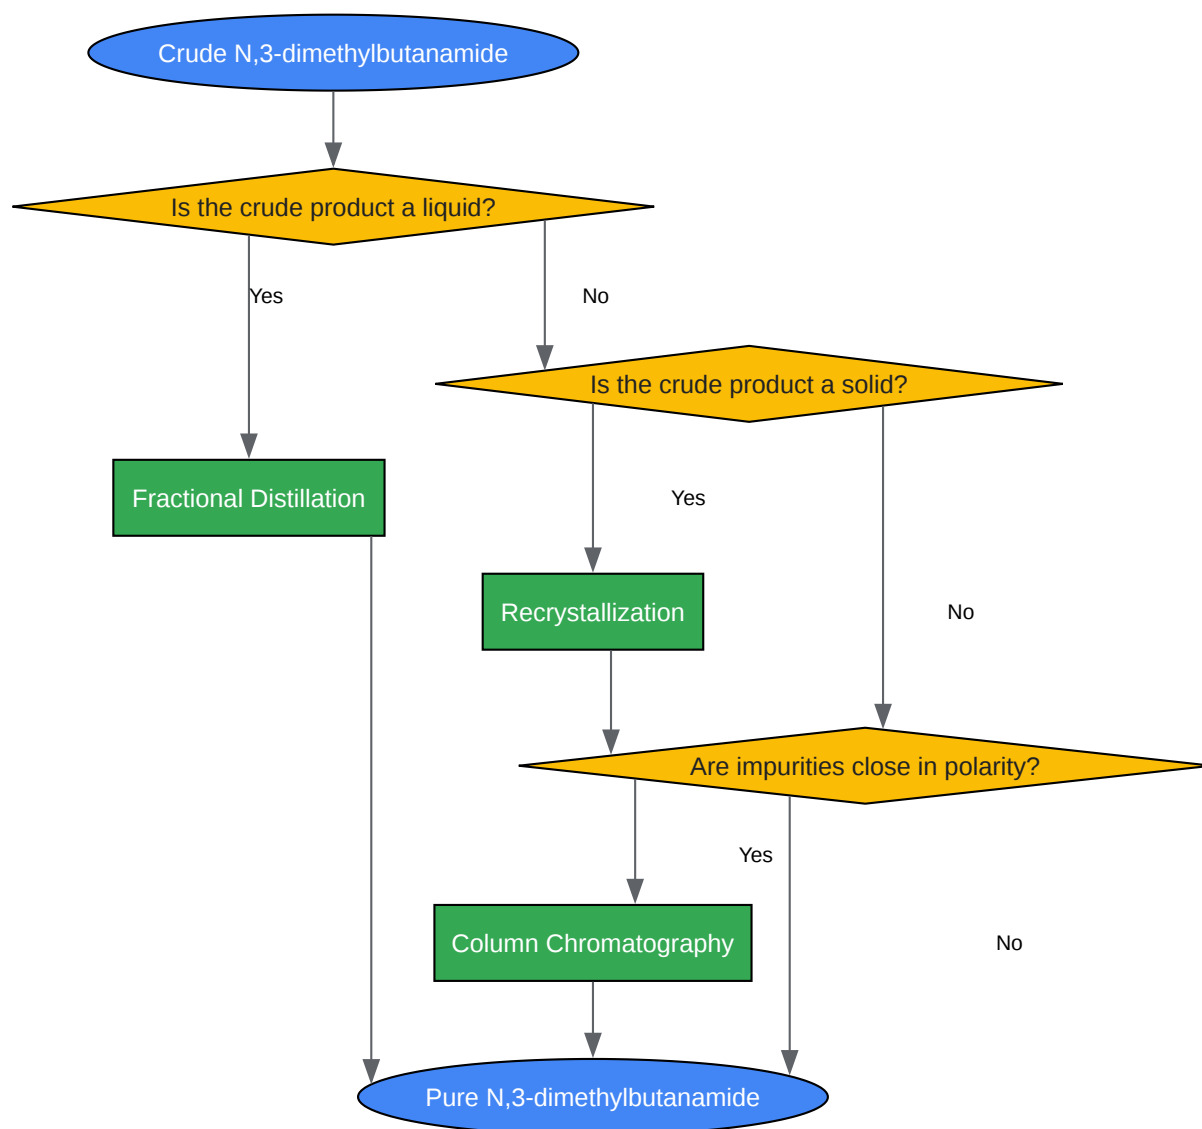 Crude N,3-dimethylbutanamide
Is the crude product a liquid?
Yes
No
Is the crude product a solid?
Fractional Distillation
Yes
Recrystallization
No
Are impurities close in polarity?
Yes
Column Chromatography
No
Pure N,3-dimethylbutanamide